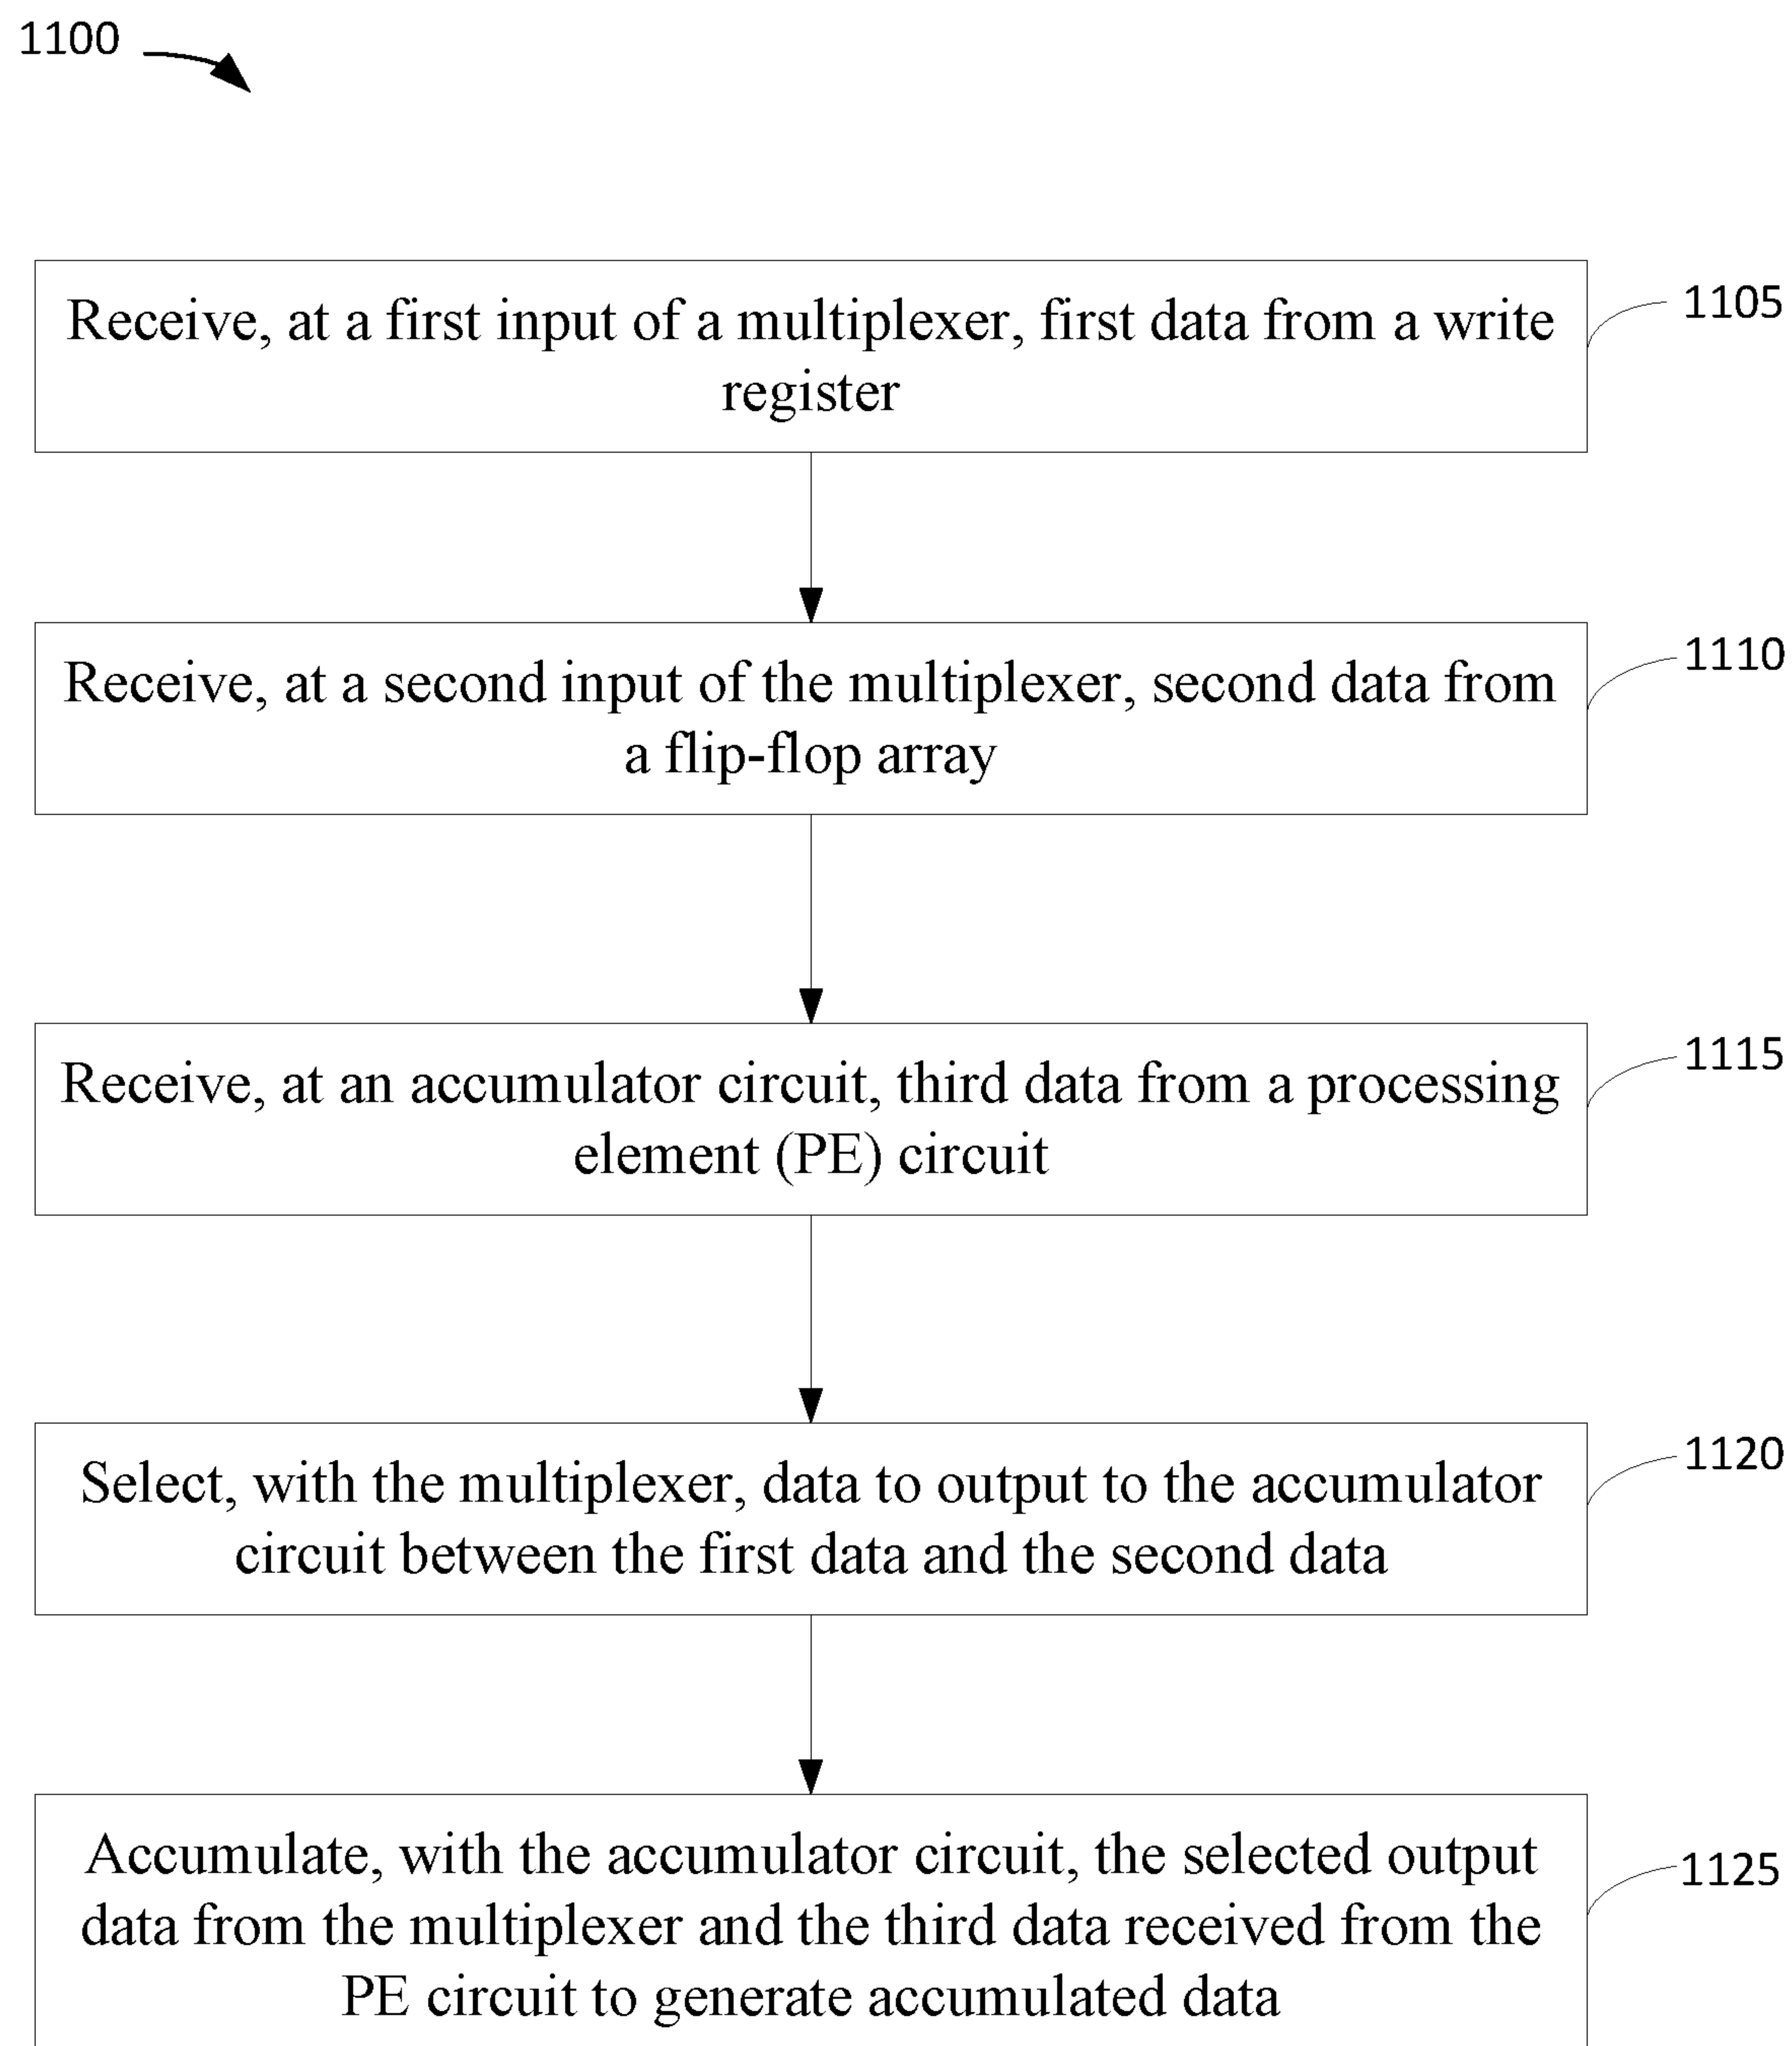 1100
Receive, at a first input of a multiplexer, first data from a write
register
1105
Receive, at a second input of the multiplexer, second data from
a flip-flop array
1110
Receive, at an accumulator circuit, third data from a processing
element (PE) circuit
1115
Select, with the multiplexer, data to output to the accumulator
circuit between the first data and the second data
1120
Accumulate, with the accumulator circuit, the selected output
data from the multiplexer and the third data received from the
PE circuit to generate accumulated data
1125